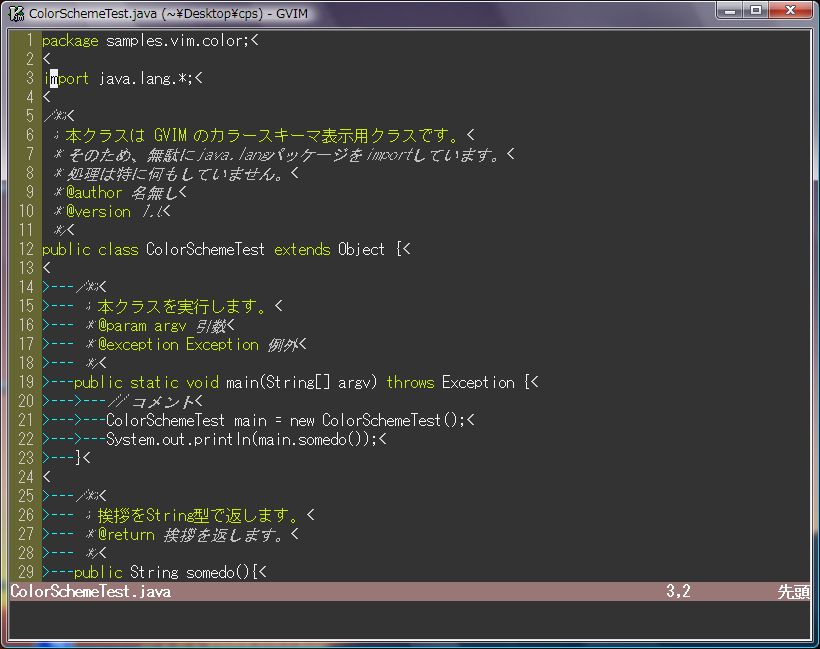 ColorSchemeTest.java (~¥Desktop¥cps) - GVIM
1 package samples.vim.color;<
2 <
3 import java.lang.*;<
4 <
5 /**<
6  * 本クラスは GVIM のカラースキーマ表示用クラスです。<
7  * そのため、無駄にjava.langパッケージをimportしています。<
8  * 処理は特に何もしていません。<
9  * @author 名無し<
10  * @version 1.1<
11  */<
12 public class ColorSchemeTest extends Object {<
13 <
14 >---/**<
15 >--- * 本クラスを実行します。<
16 >--- * @param argv 引数<
17 >--- * @exception Exception 例外<
18 >--- */<
19 >---public static void main(String[] argv) throws Exception {<
20 >--->---// コメント<
21 >--->---ColorSchemeTest main = new ColorSchemeTest();<
22 >--->---System.out.println(main.somedo());<
23 >---}<
24 <
25 >---/**<
26 >--- * 挨拶をString型で返します。<
27 >--- * @return 挨拶を返します。<
28 >--- */<
29 >---public String somedo(){<
ColorSchemeTest.java 3,2 先頭